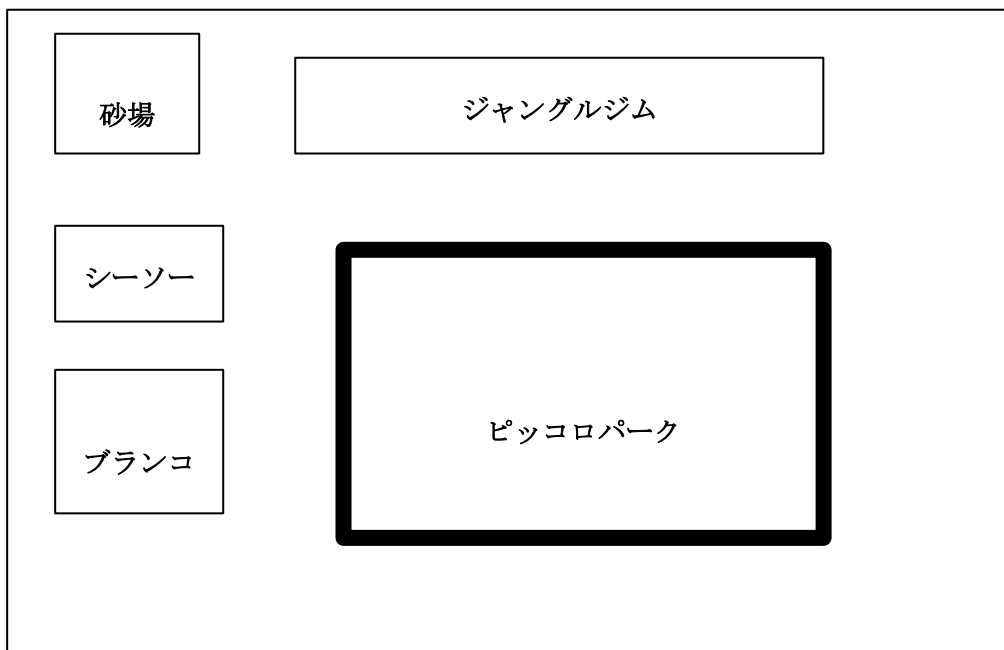 砂場
ジャングルジム
シーソー
ピッコロパーク
ブランコ